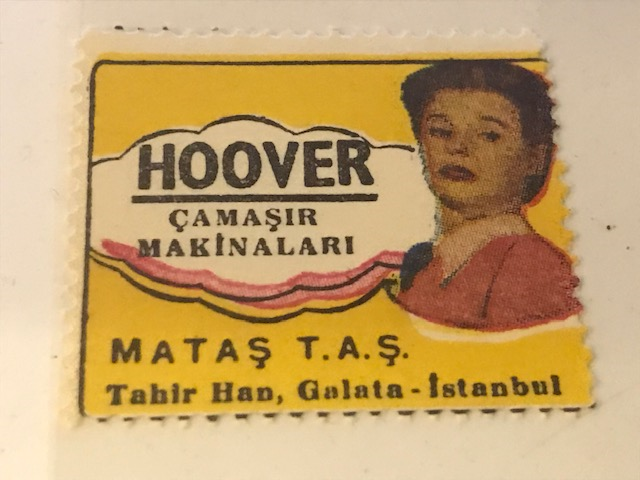 HOOVER
ÇAMAŞIR
MAKİNALARI
MATAŞ T.A.Ş.
Tahir Han, Galata - İstanbul